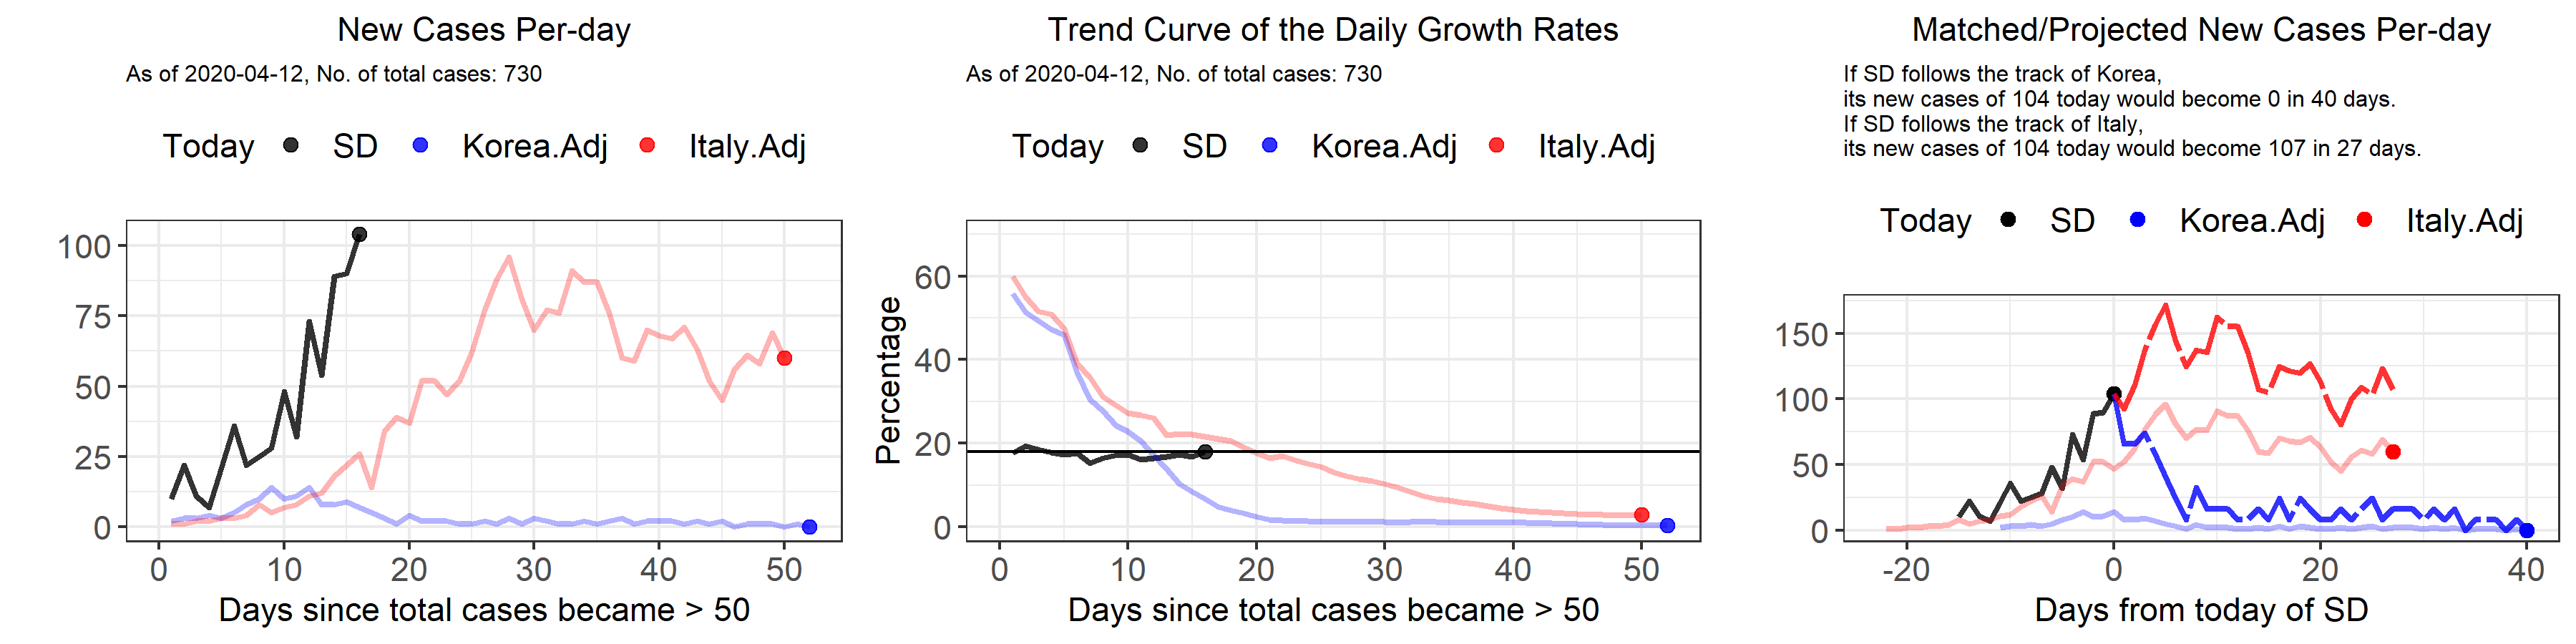 New Cases Per-day
As of 2020-04-12, No. of total cases: 730
Today SD Korea.Adj Italy.Adj
100
75
50
25
0
0 10 20 30 40 50
Days since total cases became > 50
Trend Curve of the Daily Growth Rates
As of 2020-04-12, No. of total cases: 730
Today SD Korea.Adj Italy.Adj
Percentage
60
40
20
0
0 10 20 30 40 50
Days since total cases became > 50
Matched/Projected New Cases Per-day
If SD follows the track of Korea,
its new cases of 104 today would become 0 in 40 days.
If SD follows the track of Italy,
its new cases of 104 today would become 107 in 27 days.
Today SD Korea.Adj Italy.Adj
150
100
50
0
-20 0 20 40
Days from today of SD